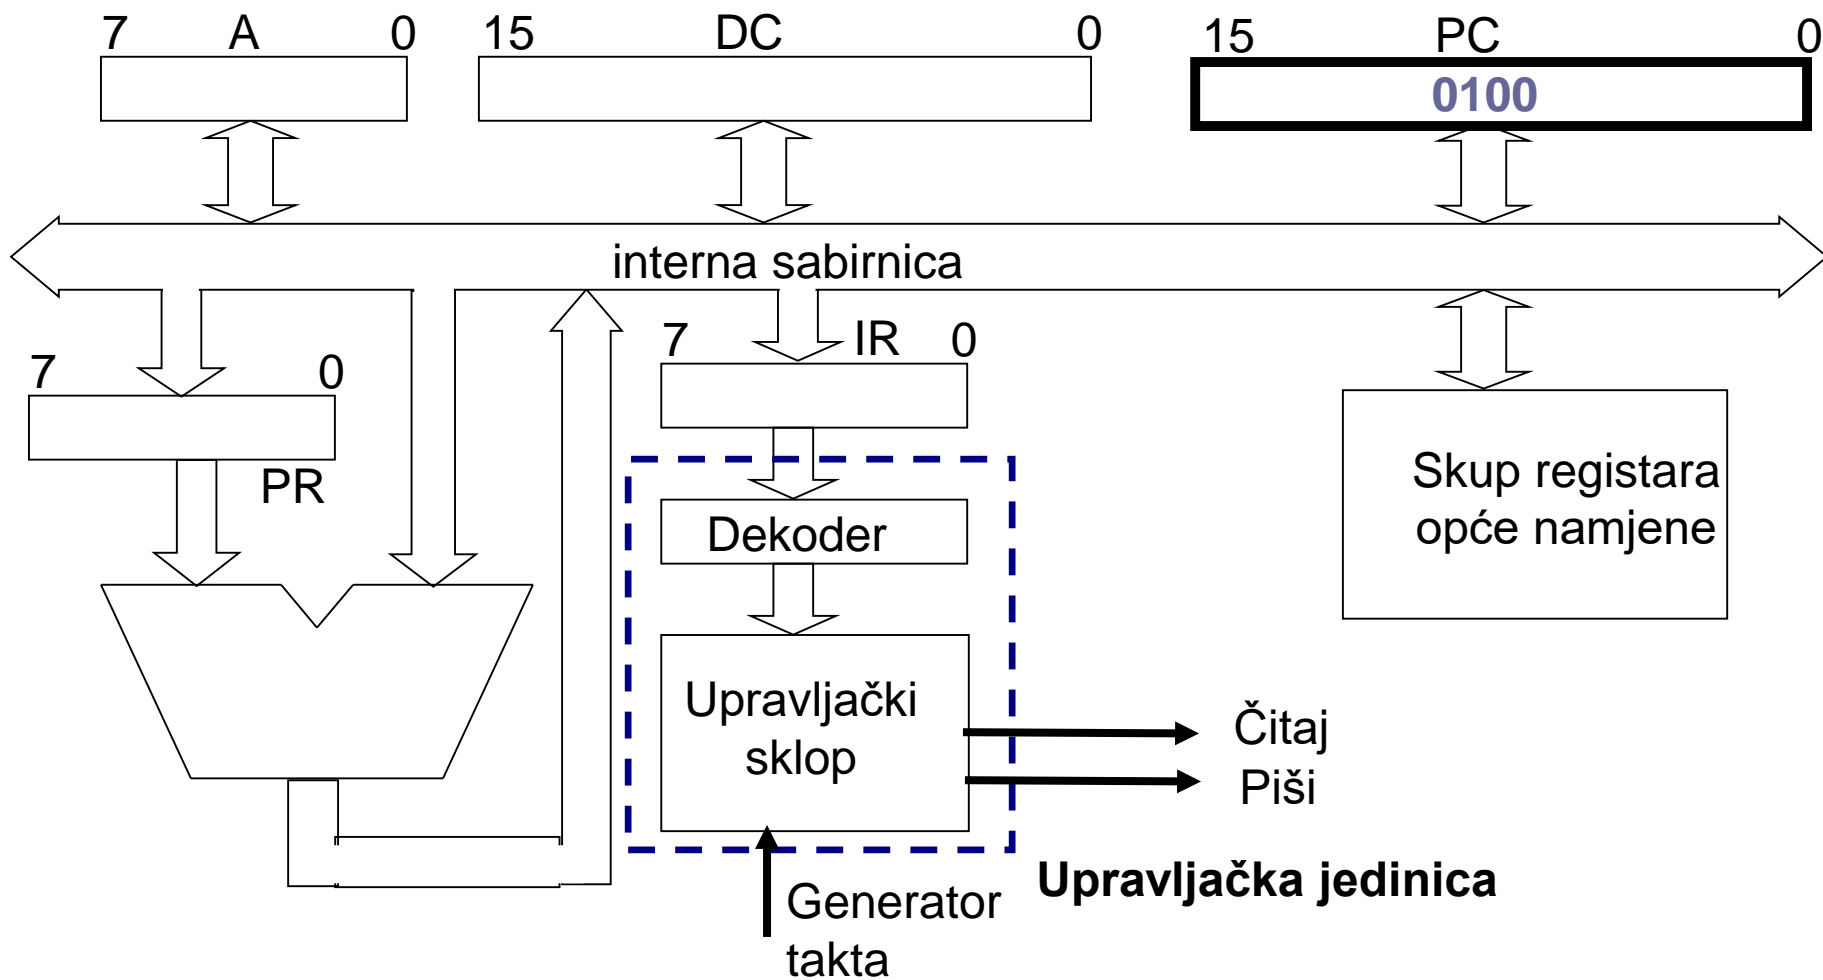 7 A 0
15 DC 0
15 PC 0
0100
interna sabirnica
7 IR 0
7 0
PR
Dekoder
Skup registara
opće namjene
Upravljački
sklop
Čitaj
Piši
Upravljačka jedinica
Generator
takta